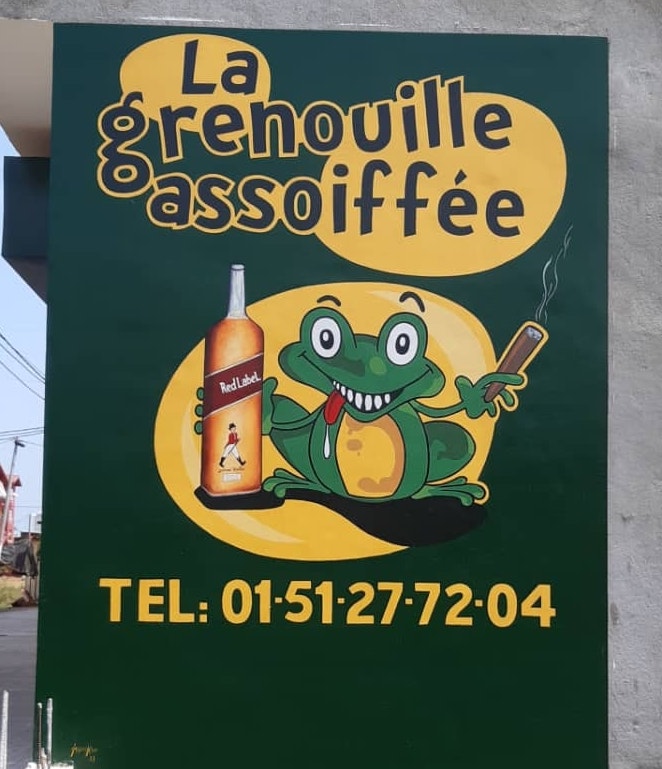 La
grenouille
assoiffée
Red Label
TEL: 01-51-27-72-04